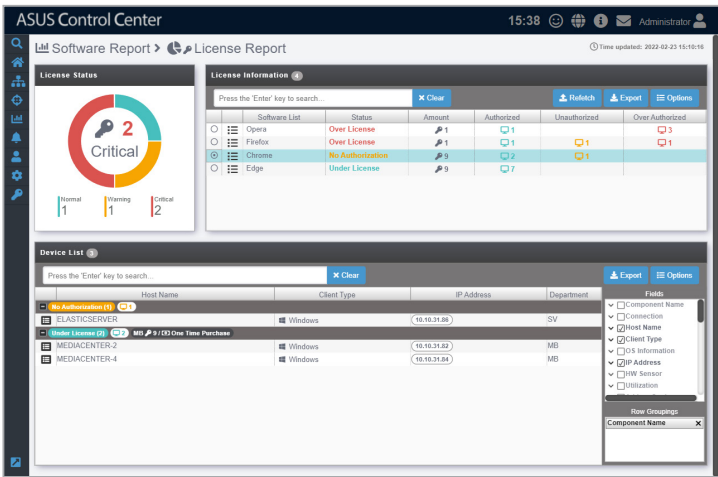 ASUS Control Center
15:38 Administrator
Software Report > License Report
Time updated: 2022-02-23 15:10:16
License Status
2
Critical
Normal Warning Critical
1 1 2
License Information 4
Press the 'Enter' key to search... Clear Refetch Export Options
Software List Status Amount Authorized Unauthorized Over Authorized
Opera Over License 1 1 3
Firefox Over License 1 1 1 1
Chrome No Authorization 9 2 1
Edge Under License 9 7
Device List 3
Press the 'Enter' key to search... Clear Export Options
Host Name Client Type IP Address Department
No Authorization (1) 1
ELASTICSERVER Windows 10.10.31.86 SV
Under License (2) 2 MB 9 / One Time Purchase
MEDIACENTER-2 Windows 10.10.31.82 MB
MEDIACENTER-4 Windows 10.10.31.84 MB
Fields
Component Name
Connection
Host Name
Client Type
OS Information
IP Address
HW Sensor
Utilization
Row Groupings
Component Name x